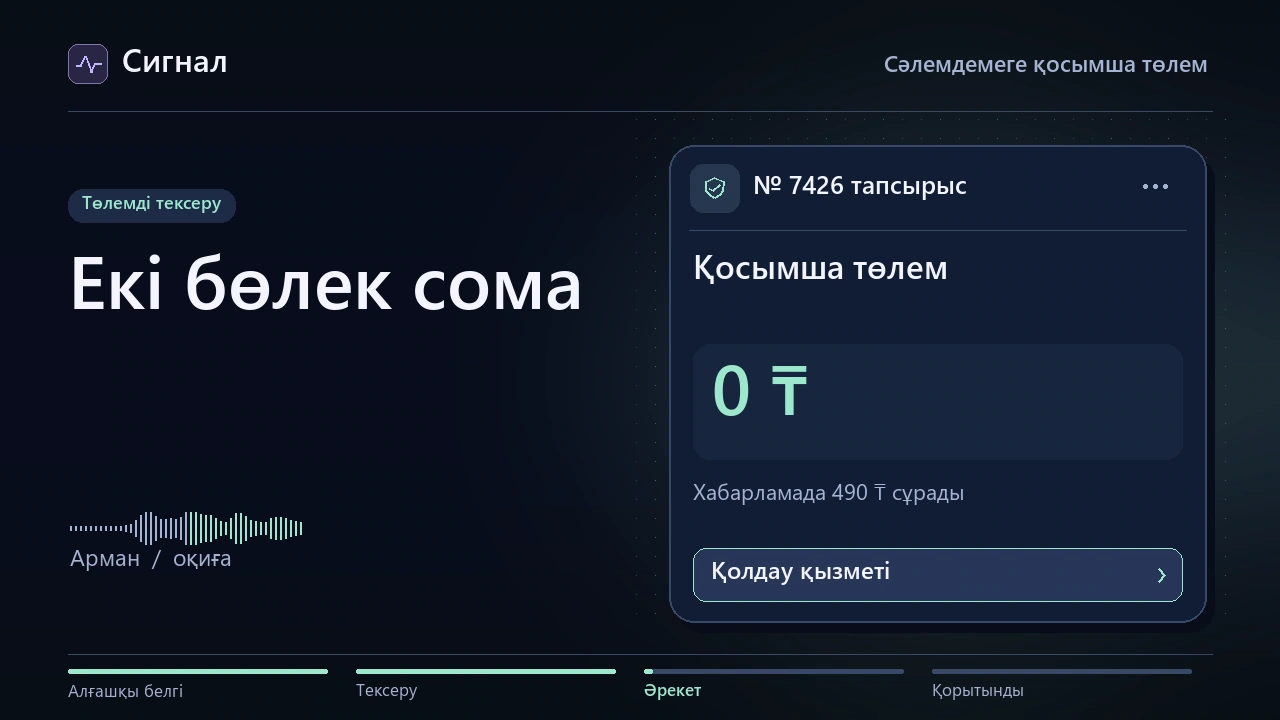 Сигнал
Сәлемдемеге қосымша төлем
Төлемді тексеру
Екі бөлек сома
Арман / оқиға
№ 7426 тапсырыс
Қосымша төлем
0 ₸
Хабарламада 490 ₸ сұрады
Қолдау қызметі
Алғашқы белгі
Тексеру
Әрекет
Қорытынды